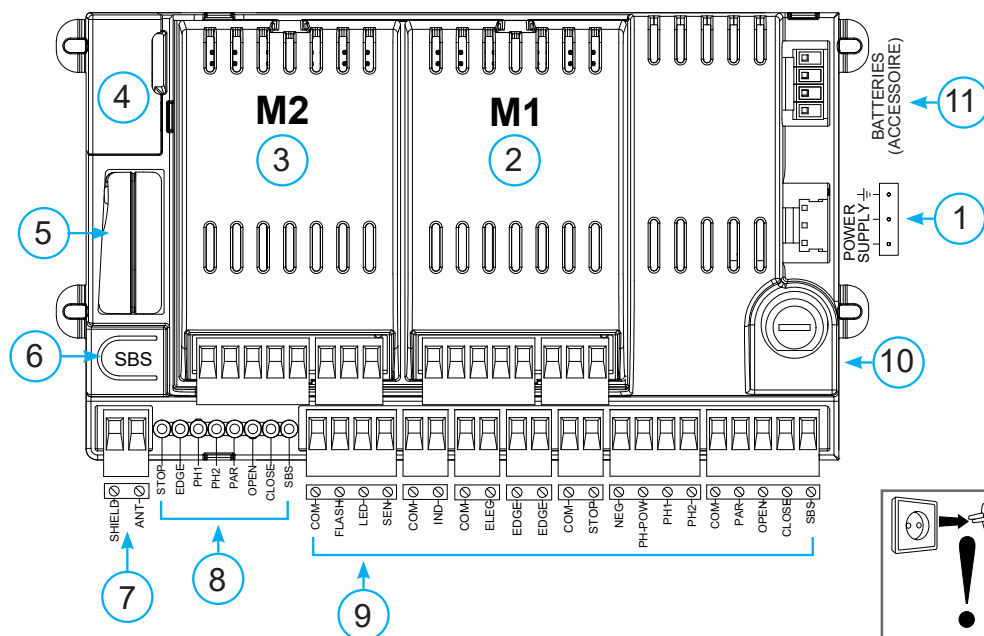 4
M2
3
M1
2
BATTERIES
(ACCESSOIRE)
11
POWER
SUPPLY
1
5
6
SBS
10
SHIELD
ANT
STOP
EDGE
PH1
PH2
PAR
OPEN
CLOSE
SBS
COM
FLASH
LED
SEN
COM
IND
COM
ELEG
EDGE
EDGE
COM
STOP
NEG
PH-POW
PH1
PH2
COM
PAR
OPEN
CLOSE
SBS
7
8
9
!